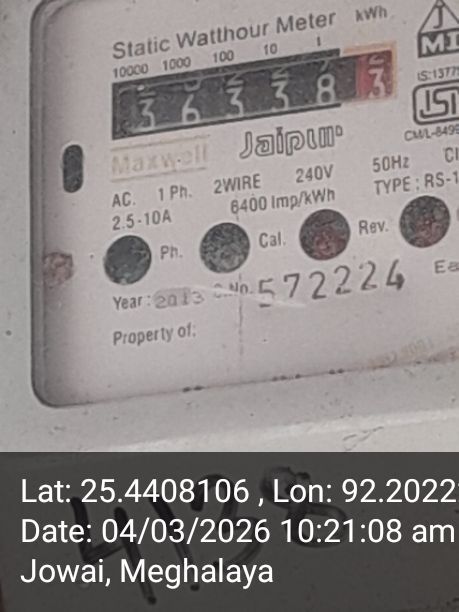 Static Watthour Meter kWh
10000 1000 100 10 1
3 6 3 3 8 3
Jaipur
Maxwell
AC. 1 Ph. 2WIRE 240V 50Hz
2.5-10A 6400 Imp/kWh TYPE : RS-1
Ph. Cal. Rev.
Year : 2013 S.No. 572224
Property of:
IS:1377
CM/L-8499
Lat: 25.4408106 , Lon: 92.2022
Date: 04/03/2026 10:21:08 am
Jowai, Meghalaya